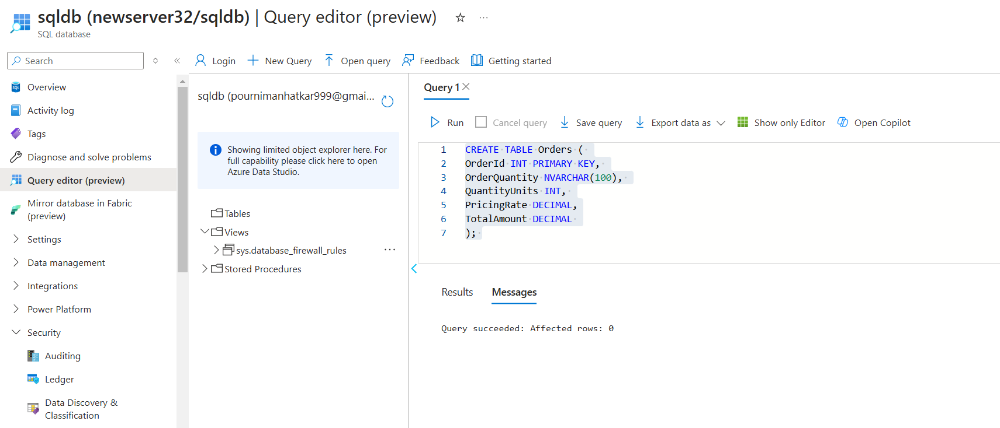 sqldb (newserver32/sqldb) | Query editor (preview)
SQL database
Search
Login
New Query
Open query
Feedback
Getting started
Overview
Activity log
Tags
Diagnose and solve problems
Query editor (preview)
Mirror database in Fabric
(preview)
Settings
Data management
Integrations
Power Platform
Security
Auditing
Ledger
Data Discovery &
Classification
sqldb (pournimanhatkar999@gmai...
Showing limited object explorer here. For
full capability please click here to open
Azure Data Studio.
Tables
Views
sys.database_firewall_rules
Stored Procedures
Query 1
Run
Cancel query
Save query
Export data as
Show only Editor
Open Copilot
1 CREATE TABLE Orders (
2 OrderId INT PRIMARY KEY,
3 OrderQuantity NVARCHAR(100),
4 QuantityUnits INT,
5 PricingRate DECIMAL,
6 TotalAmount DECIMAL
7 );
Results
Messages
Query succeeded: Affected rows: 0